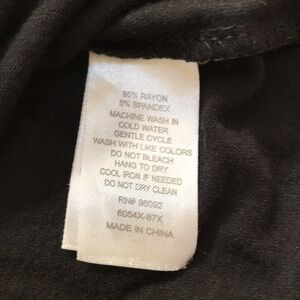 95% RAYON
5% SPANDEX
MACHINE WASH IN
COLD WATER
GENTLE CYCLE
WASH WITH LIKE COLORS
DO NOT BLEACH
HANG TO DRY
COOL IRON IF NEEDED
DO NOT DRY CLEAN
RN# 98092
6054X-87X
MADE IN CHINA